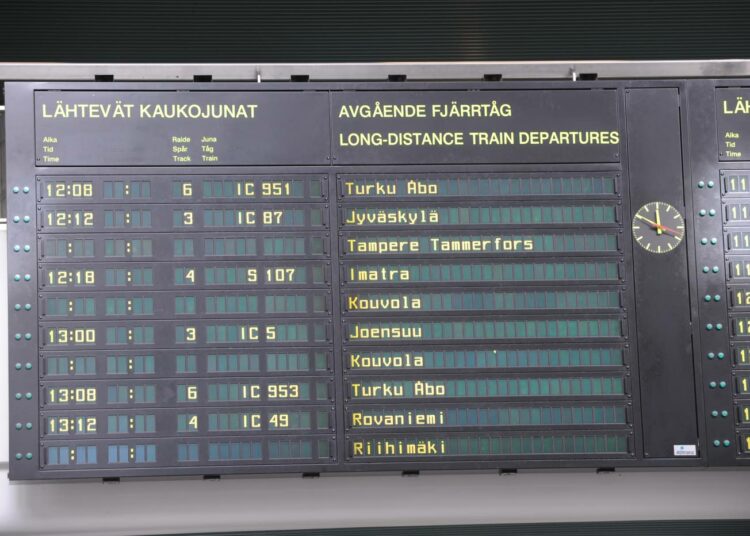 LÄHTEVÄT KAUKOJUNAT
Aika Raide Juna
Tid Spår Tåg
Time Track Train
AVGÅENDE FJÄRRTÅG
LONG-DISTANCE TRAIN DEPARTURES
12:08 : 6 IC 951 Turku Åbo
12:12 : 3 IC 87 Jyväskylä
: : Tampere Tammerfors
12:18 : 4 S 107 Imatra
: : Kouvola
13:00 : 3 IC 5 Joensuu
: : Kouvola
13:08 : 6 IC 953 Turku Åbo
13:12 : 4 IC 49 Rovaniemi
: : Riihimäki
Aika
Tid
Time